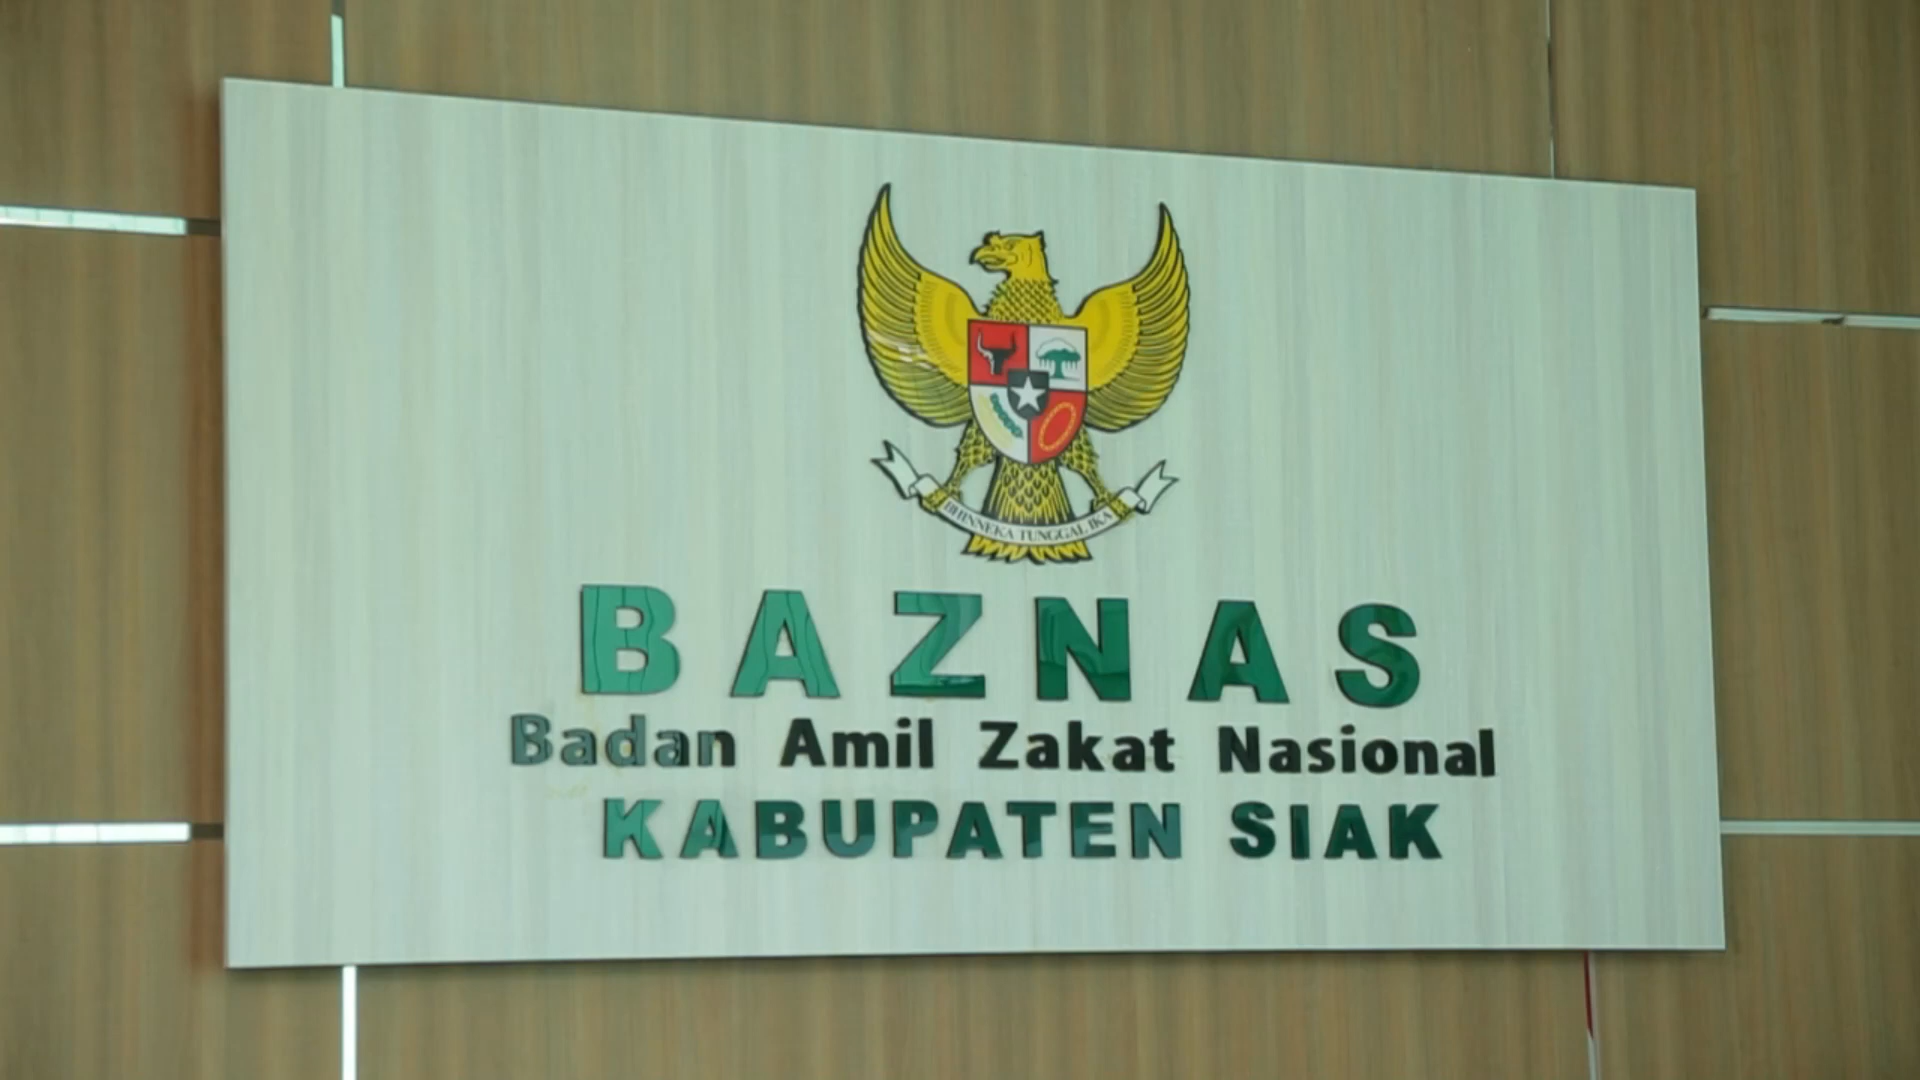 BHINNEKA TUNGGAL IKA
BAZNAS
Badan Amil Zakat Nasional
KABUPATEN SIAK